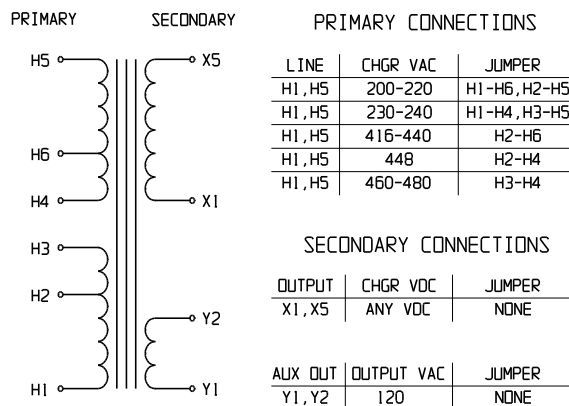 PRIMARY SECONDARY
H5 X5
H6
H4 X1
H3
H2
Y2
H1 Y1
PRIMARY CONNECTIONS
LINE CHGR VAC JUMPER
H1,H5 200-220 H1-H6,H2-H5
H1,H5 230-240 H1-H4,H3-H5
H1,H5 416-440 H2-H6
H1,H5 448 H2-H4
H1,H5 460-480 H3-H4
SECONDARY CONNECTIONS
OUTPUT CHGR VDC JUMPER
X1,X5 ANY VDC NONE
AUX OUT OUTPUT VAC JUMPER
Y1,Y2 120 NONE